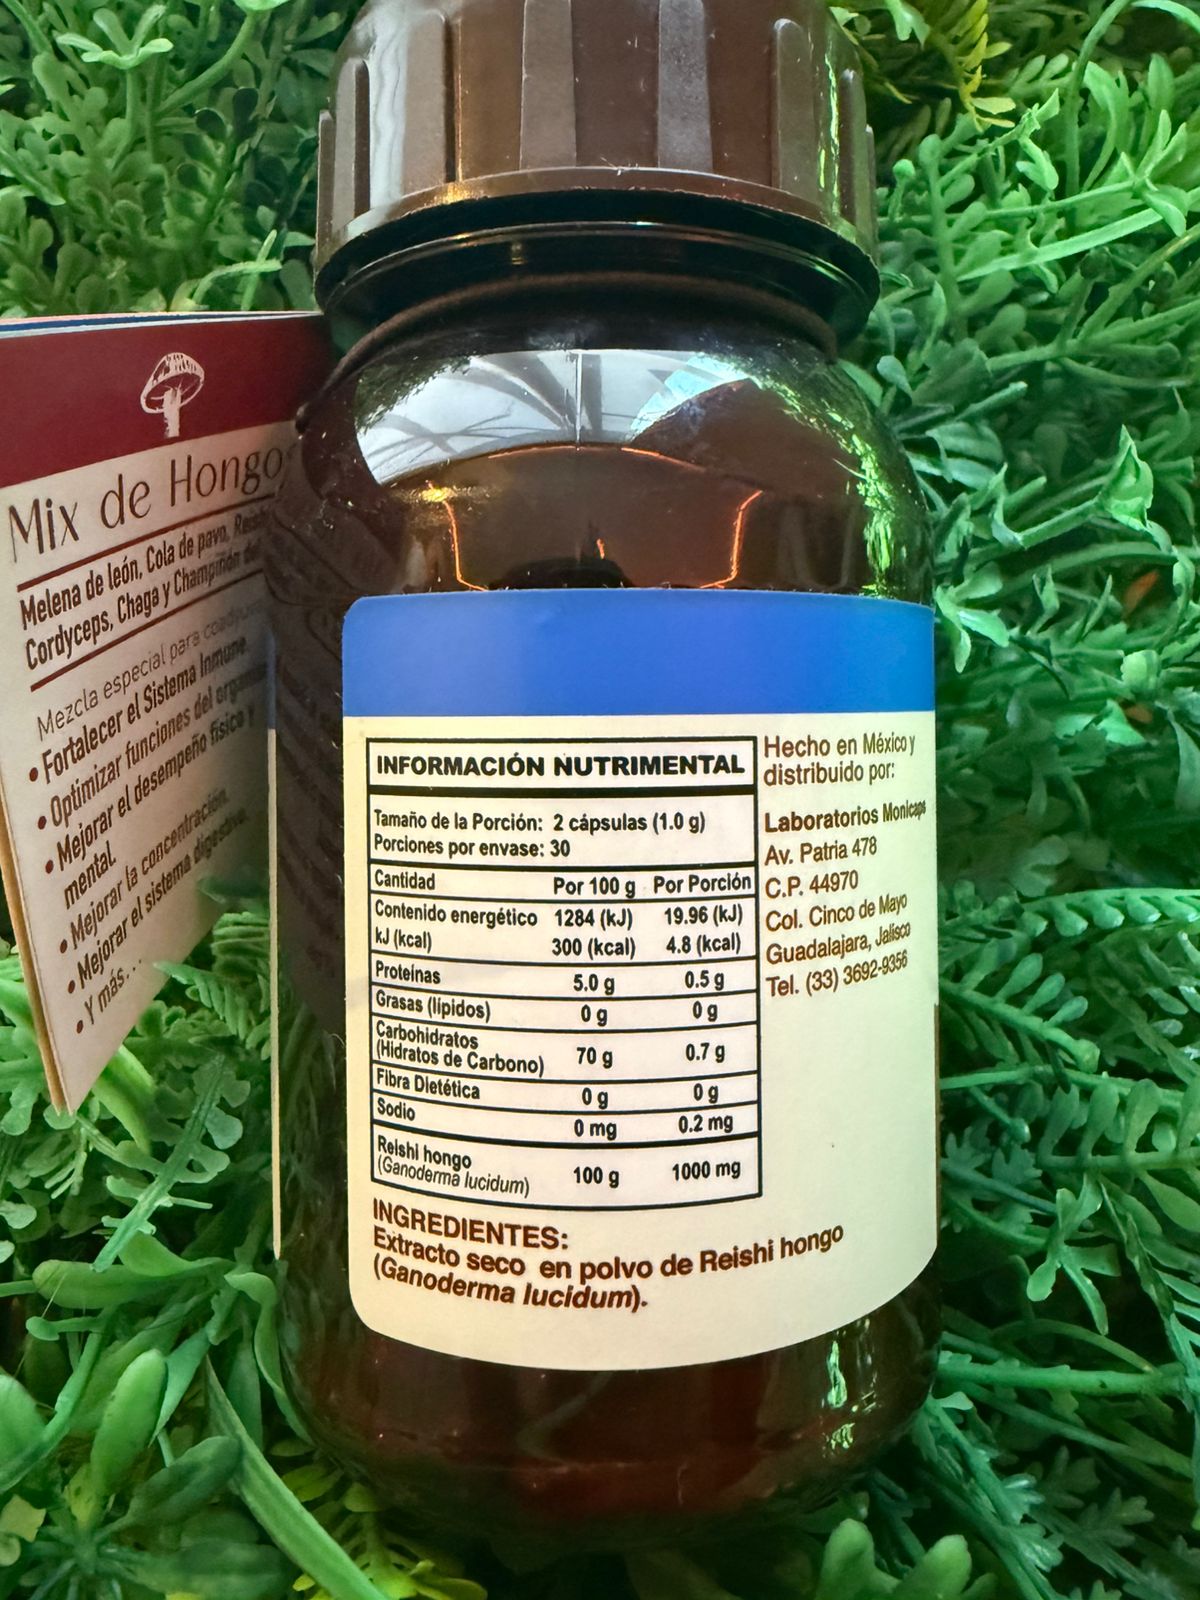 Mix de Hongo
Melena de león, Cola de pavo,
Cordyceps, Chaga y Champiñón del
Mezcla especial para
• Fortalecer el Sistema Inmune.
• Optimizar funciones del
• Mejorar el desempeño físico y
mental.
• Mejorar la concentración.
• Mejorar el sistema digestivo.
• Y más...
INFORMACIÓN NUTRIMENTAL
Tamaño de la Porción: 2 cápsulas (1.0 g)
Porciones por envase: 30
Cantidad Por 100 g Por Porción
Contenido energético 1284 (kJ) 19.96 (kJ)
kJ (kcal) 300 (kcal) 4.8 (kcal)
Proteínas 5.0 g 0.5 g
Grasas (lípidos) 0 g 0 g
Carbohidratos
(Hidratos de Carbono) 70 g 0.7 g
Fibra Dietética 0 g 0 g
Sodio 0 mg 0.2 mg
Reishi hongo
(Ganoderma lucidum) 100 g 1000 mg
INGREDIENTES:
Extracto seco en polvo de Reishi hongo
(Ganoderma lucidum).
Hecho en México y
distribuido por:
Laboratorios Monicaps
Av. Patria 478
C.P. 44970
Col. Cinco de Mayo
Guadalajara, Jalisco
Tel. (33) 3692-9356